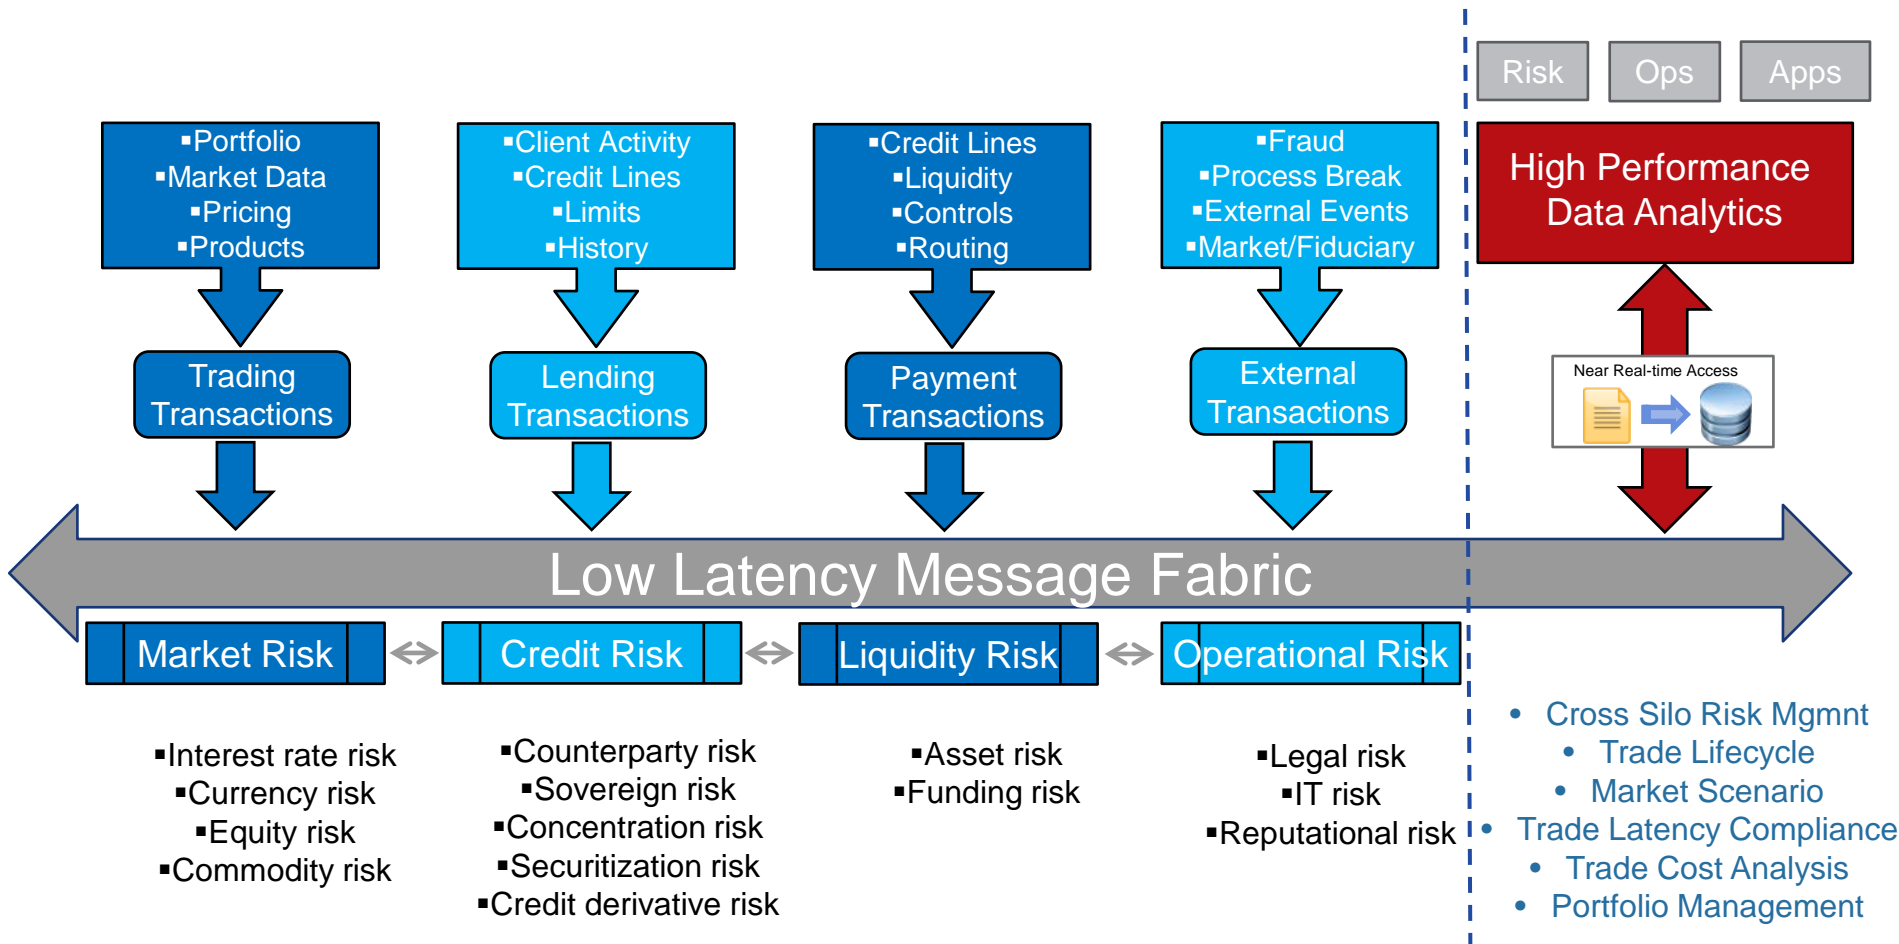 Risk
Ops
Apps
▪Portfolio
▪Market Data
▪Pricing
▪Products
▪Client Activity
▪Credit Lines
▪Limits
▪History
▪Credit Lines
▪Liquidity
▪Controls
▪Routing
▪Fraud
▪Process Break
▪External Events
▪Market/Fiduciary
High Performance
Data Analytics
Trading
Transactions
Lending
Transactions
Payment
Transactions
External
Transactions
Near Real-time Access
Low Latency Message Fabric
Market Risk
Credit Risk
Liquidity Risk
Operational Risk
▪Interest rate risk
▪Currency risk
▪Equity risk
▪Commodity risk
▪Counterparty risk
▪Sovereign risk
▪Concentration risk
▪Securitization risk
▪Credit derivative risk
▪Asset risk
▪Funding risk
▪Legal risk
▪IT risk
▪Reputational risk
• Cross Silo Risk Mgmnt
• Trade Lifecycle
• Market Scenario
• Trade Latency Compliance
• Trade Cost Analysis
• Portfolio Management